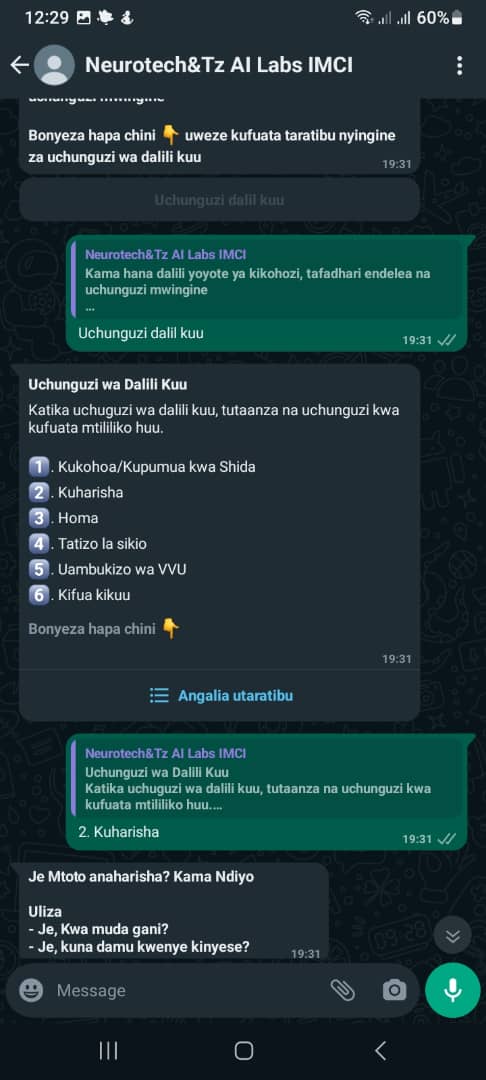 12:29
60%
Neurotech&Tz AI Labs IMCI
uchunguzi mwingine
Bonyeza hapa chini 👇 uweze kufuata taratibu nyingine
za uchunguzi wa dalili kuu
19:31
Uchunguzi dalil kuu
Neurotech&Tz AI Labs IMCI
Kama hana dalili yoyote ya kikohozi, tafadhari endelea na
uchunguzi mwingine
...
Uchunguzi dalil kuu
19:31
Uchunguzi wa Dalili Kuu
Katika uchuguzi wa dalili kuu, tutaanza na uchunguzi kwa
kufuata mtililiko huu.
1. Kukohoa/Kupumua kwa Shida
2. Kuharisha
3. Homa
4. Tatizo la sikio
5. Uambukizo wa VVU
6. Kifua kikuu
Bonyeza hapa chini 👇
19:31
Angalia utaratibu
Neurotech&Tz AI Labs IMCI
Uchunguzi wa Dalili Kuu
Katika uchuguzi wa dalili kuu, tutaanza na uchunguzi kwa
kufuata mtililiko huu....
2. Kuharisha
19:31
Je Mtoto anaharisha? Kama Ndiyo
Uliza
- Je, Kwa muda gani?
- Je, kuna damu kwenye kinyese?
19:31
Message